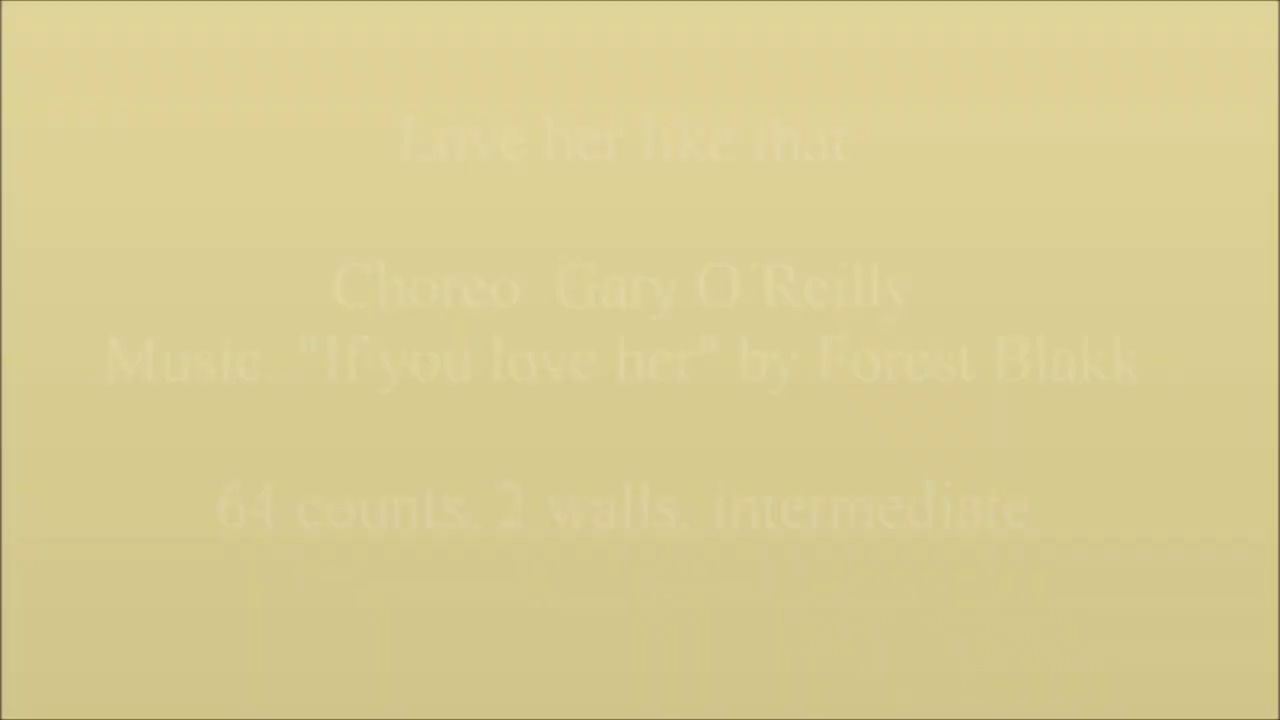 Love her like that
Choreo Gary O'Reilly
Music.."If you love her" by Forest Blakk
64 counts, 2 walls, intermediate